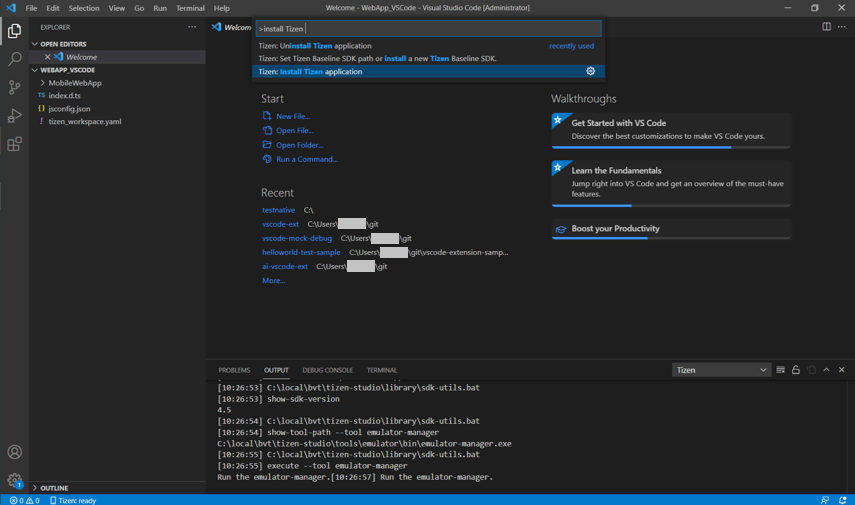 File Edit Selection View Go Run Terminal Help
Welcome - WebApp_VSCode - Visual Studio Code [Administrator]
EXPLORER
Welcome
>install Tizen
Tizen: Uninstall Tizen application
recently used
Tizen: Set Tizen Baseline SDK path or install a new Tizen Baseline SDK.
Tizen: Install Tizen application
OPEN EDITORS
Welcome
WEBAPP_VSCODE
MobileWebApp
TS index.d.ts
{} jsconfig.json
! tizen_workspace.yaml
Start
New File...
Open File...
Open Folder...
Run a Command...
Recent
testnative C:\
vscode-ext C:\Users\ \git
vscode-mock-debug C:\Users\ \git
helloworld-test-sample C:\Users\ \git\vscode-extension-samp...
ai-vscode-ext C:\Users\ \git
More...
Walkthroughs
Get Started with VS Code
Discover the best customizations to make VS Code yours.
Learn the Fundamentals
Jump right into VS Code and get an overview of the must-have
features.
Boost your Productivity
PROBLEMS OUTPUT DEBUG CONSOLE TERMINAL
Tizen
[10:26:53] C:\local\bvt\tizen-studio\library\sdk-utils.bat
[10:26:53] show-sdk-version
4.5
[10:26:54] C:\local\bvt\tizen-studio\library\sdk-utils.bat
[10:26:54] show-tool-path --tool emulator-manager
C:\local\bvt\tizen-studio\tools\emulator\bin\emulator-manager.exe
[10:26:55] C:\local\bvt\tizen-studio\library\sdk-utils.bat
[10:26:55] execute --tool emulator-manager
Run the emulator-manager.[10:26:57] Run the emulator-manager.
1
OUTLINE
0 0 Tizen: ready